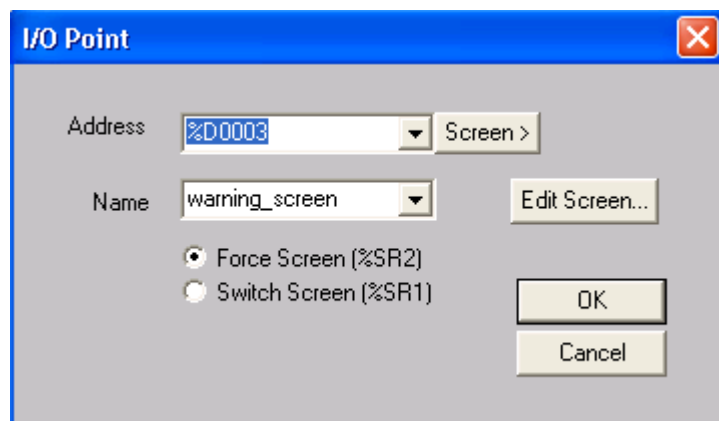 I/O Point
Address %D0003 Screen >
Name warning_screen Edit Screen...
Force Screen (%SR2)
Switch Screen (%SR1)
OK
Cancel